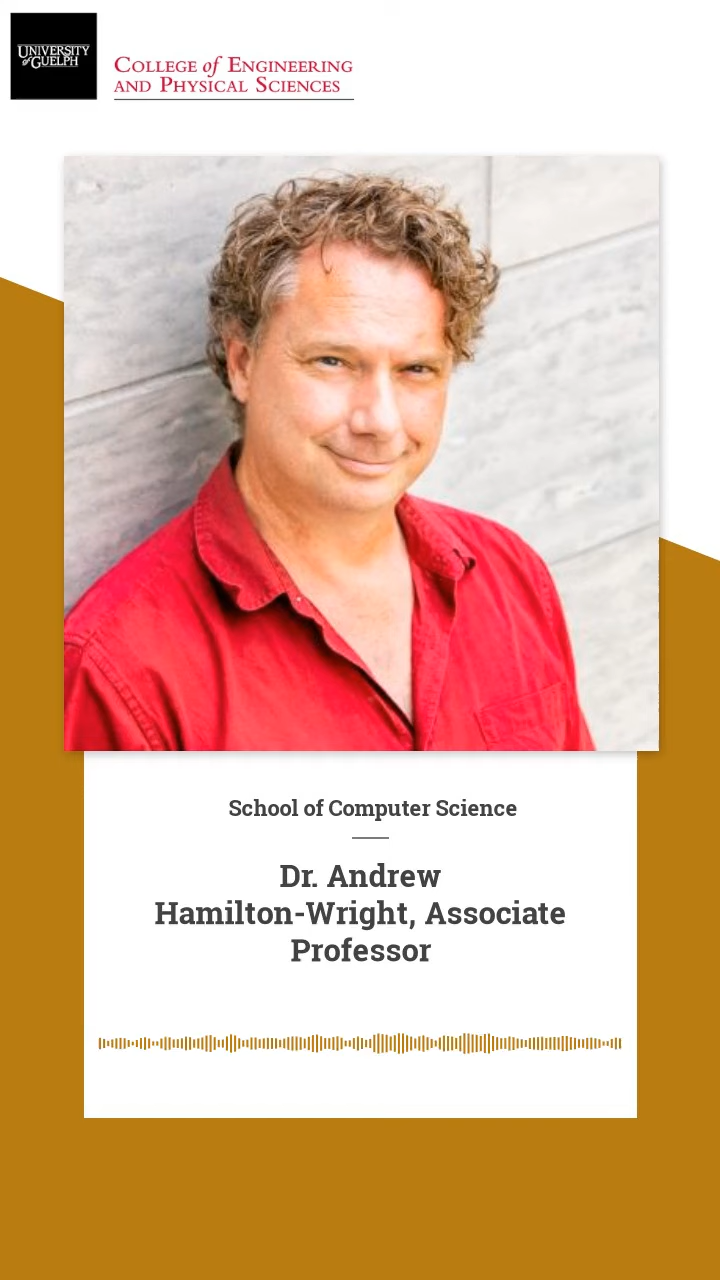 UNIVERSITY
of GUELPH
COLLEGE of ENGINEERING
AND PHYSICAL SCIENCES
School of Computer Science
Dr. Andrew
Hamilton-Wright, Associate
Professor